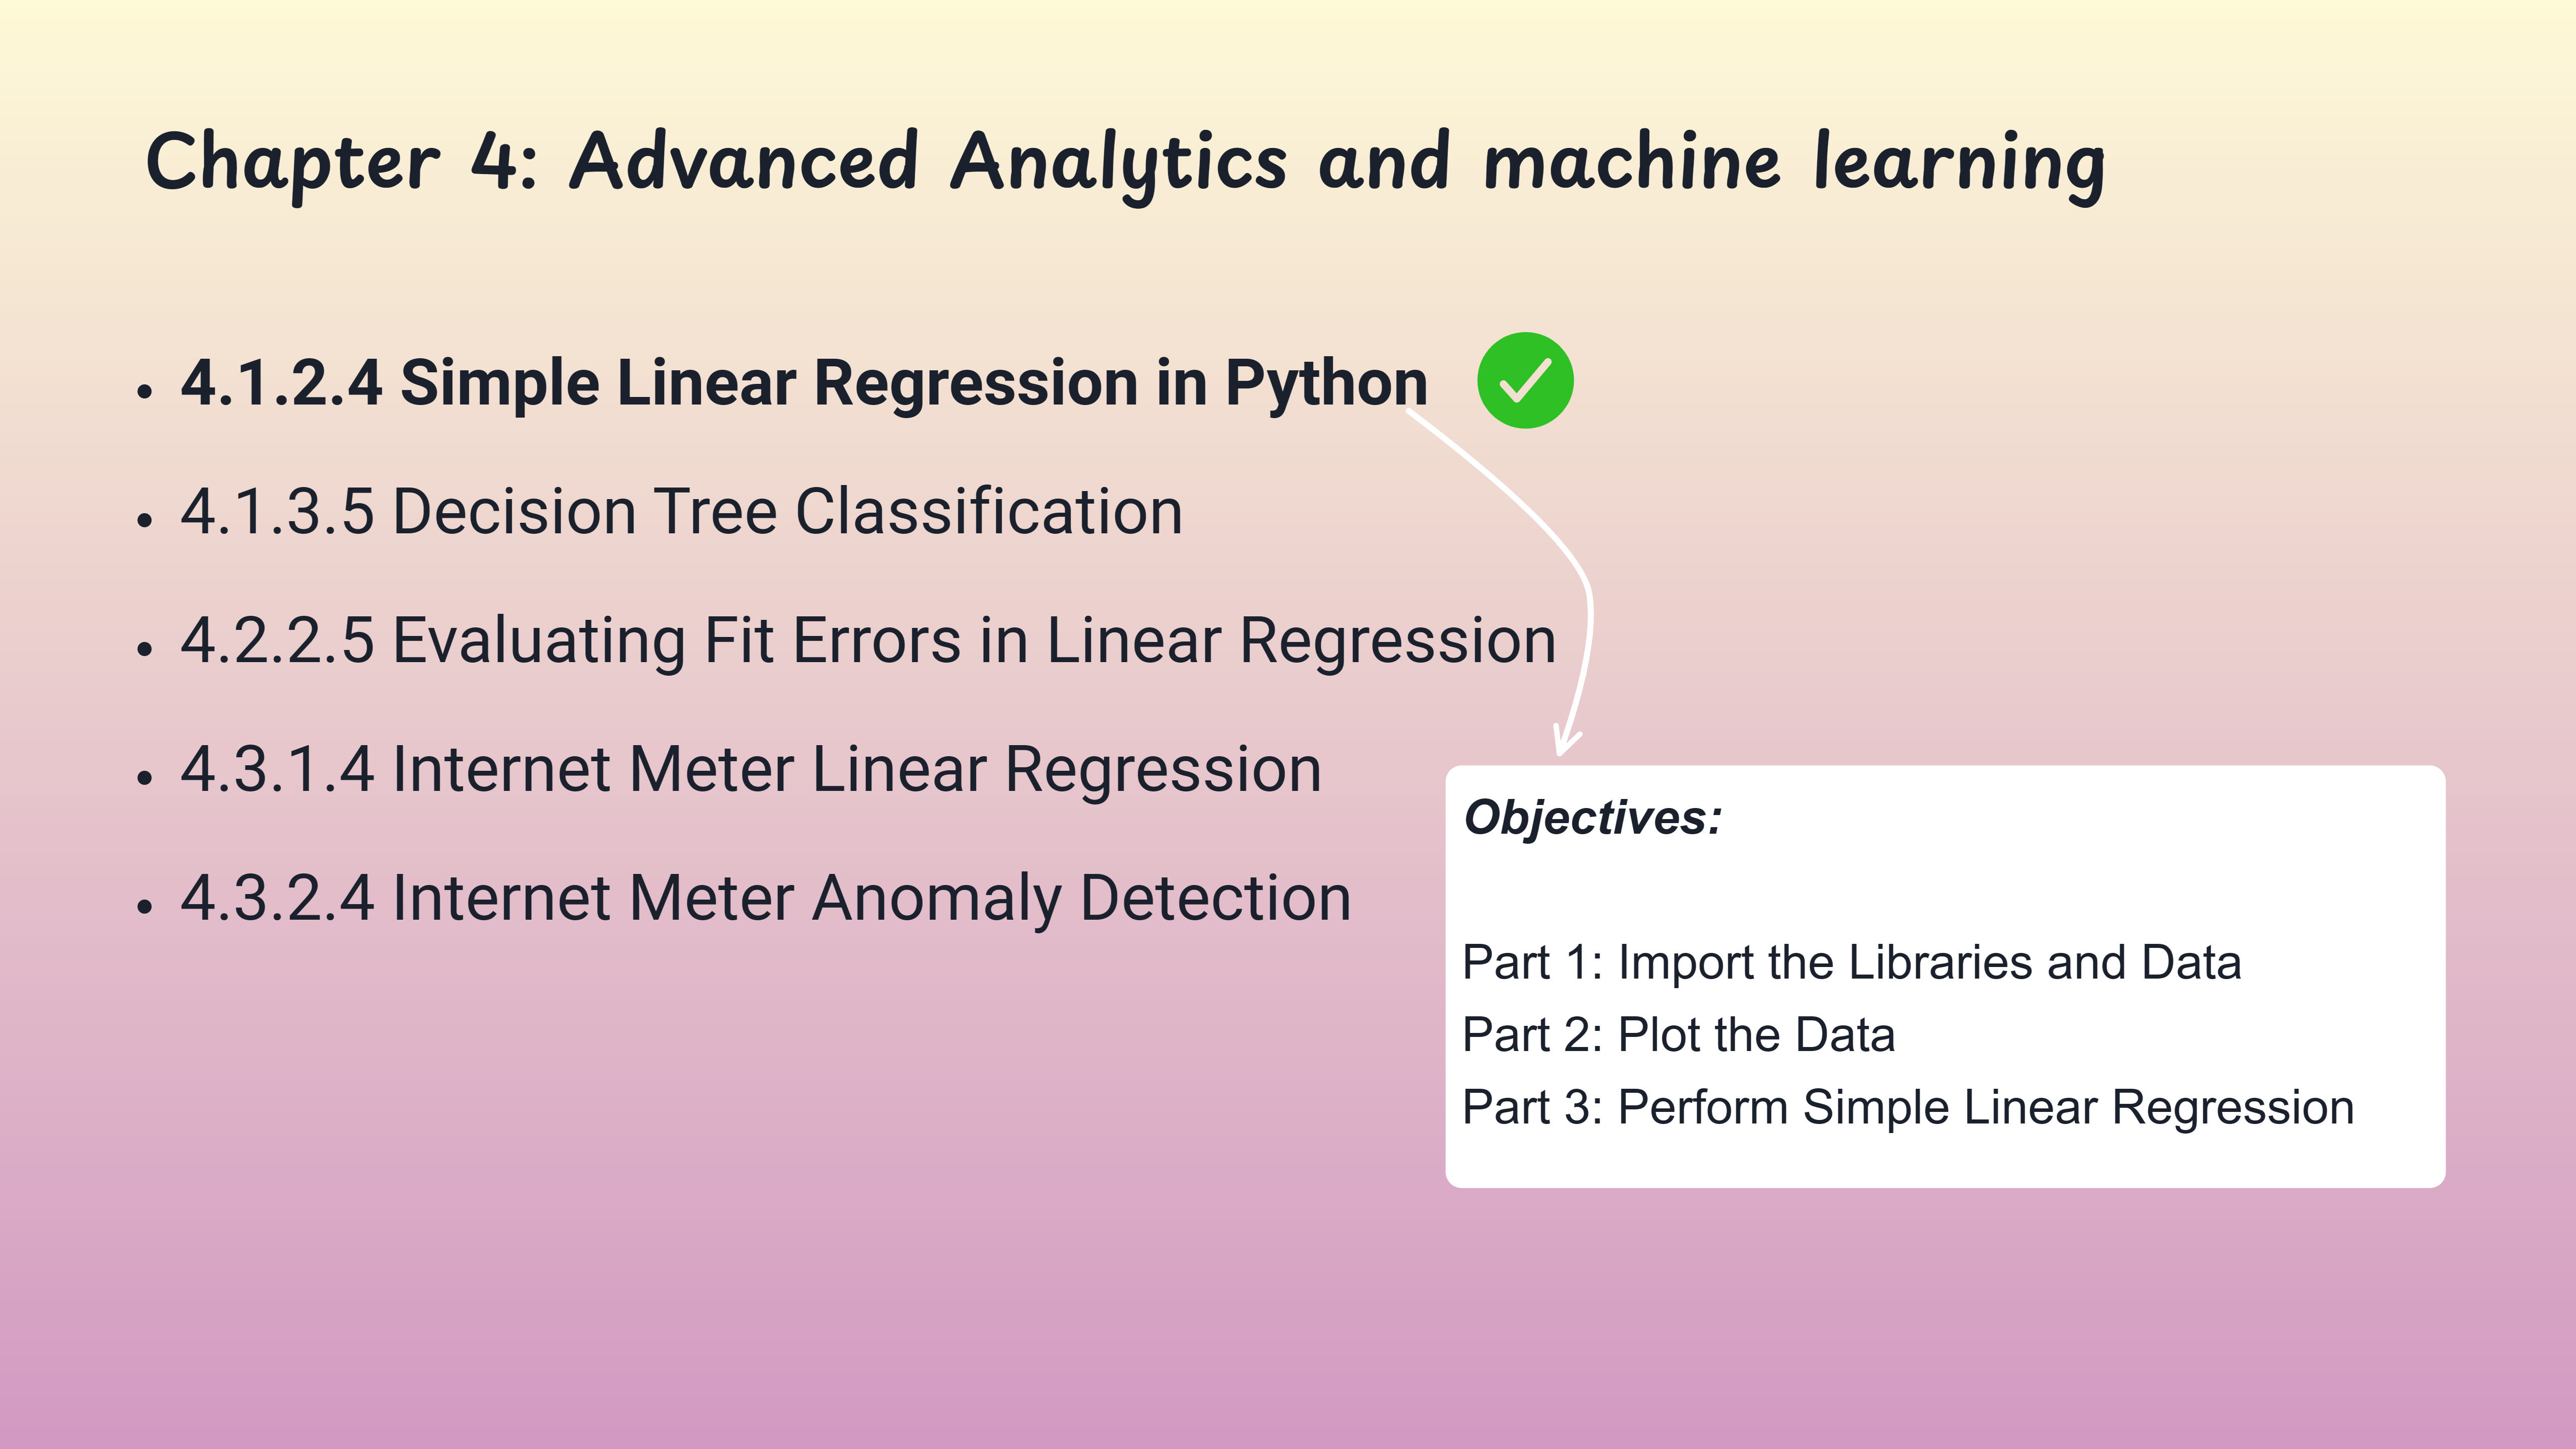 Chapter 4: Advanced Analytics and machine learning
• 4.1.2.4 Simple Linear Regression in Python
• 4.1.3.5 Decision Tree Classification
• 4.2.2.5 Evaluating Fit Errors in Linear Regression
• 4.3.1.4 Internet Meter Linear Regression
• 4.3.2.4 Internet Meter Anomaly Detection
Objectives:
Part 1: Import the Libraries and Data
Part 2: Plot the Data
Part 3: Perform Simple Linear Regression